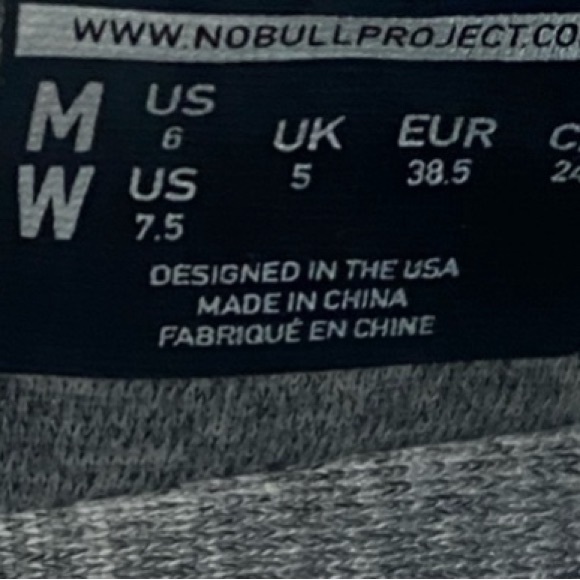 WWW.NOBULLPROJECT.CO
M US UK EUR
6 5 38.5
W US
7.5
DESIGNED IN THE USA
MADE IN CHINA
FABRIQUÉ EN CHINE